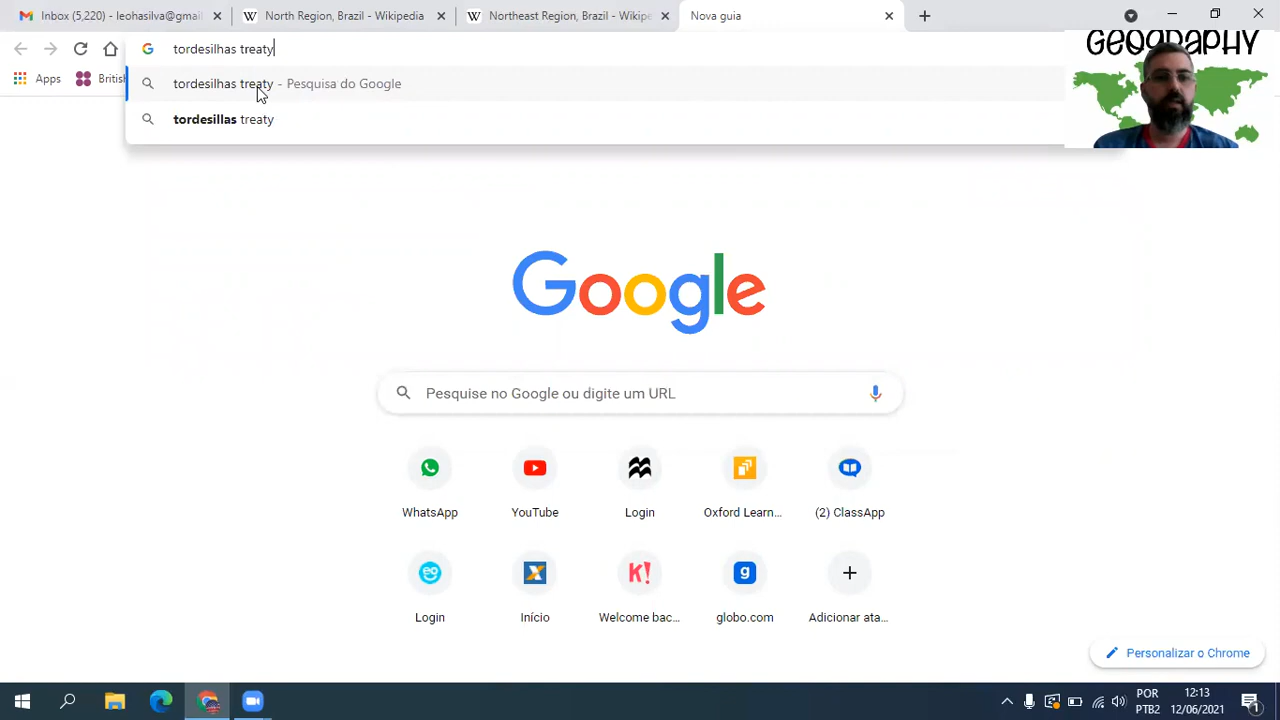 Inbox (5,220) - leohasilva@gmail
North Region, Brazil - Wikipedia
Northeast Region, Brazil - Wikipe
Nova guia
tordesilhas treaty
Apps
British
tordesilhas treaty - Pesquisa do Google
tordesillas treaty
GEOGRAPHY
Google
Pesquise no Google ou digite um URL
WhatsApp
YouTube
Login
Oxford Learn...
(2) ClassApp
Login
Início
Welcome bac...
globo.com
Adicionar ata...
Personalizar o Chrome
POR
PTB2
12:13
12/06/2021